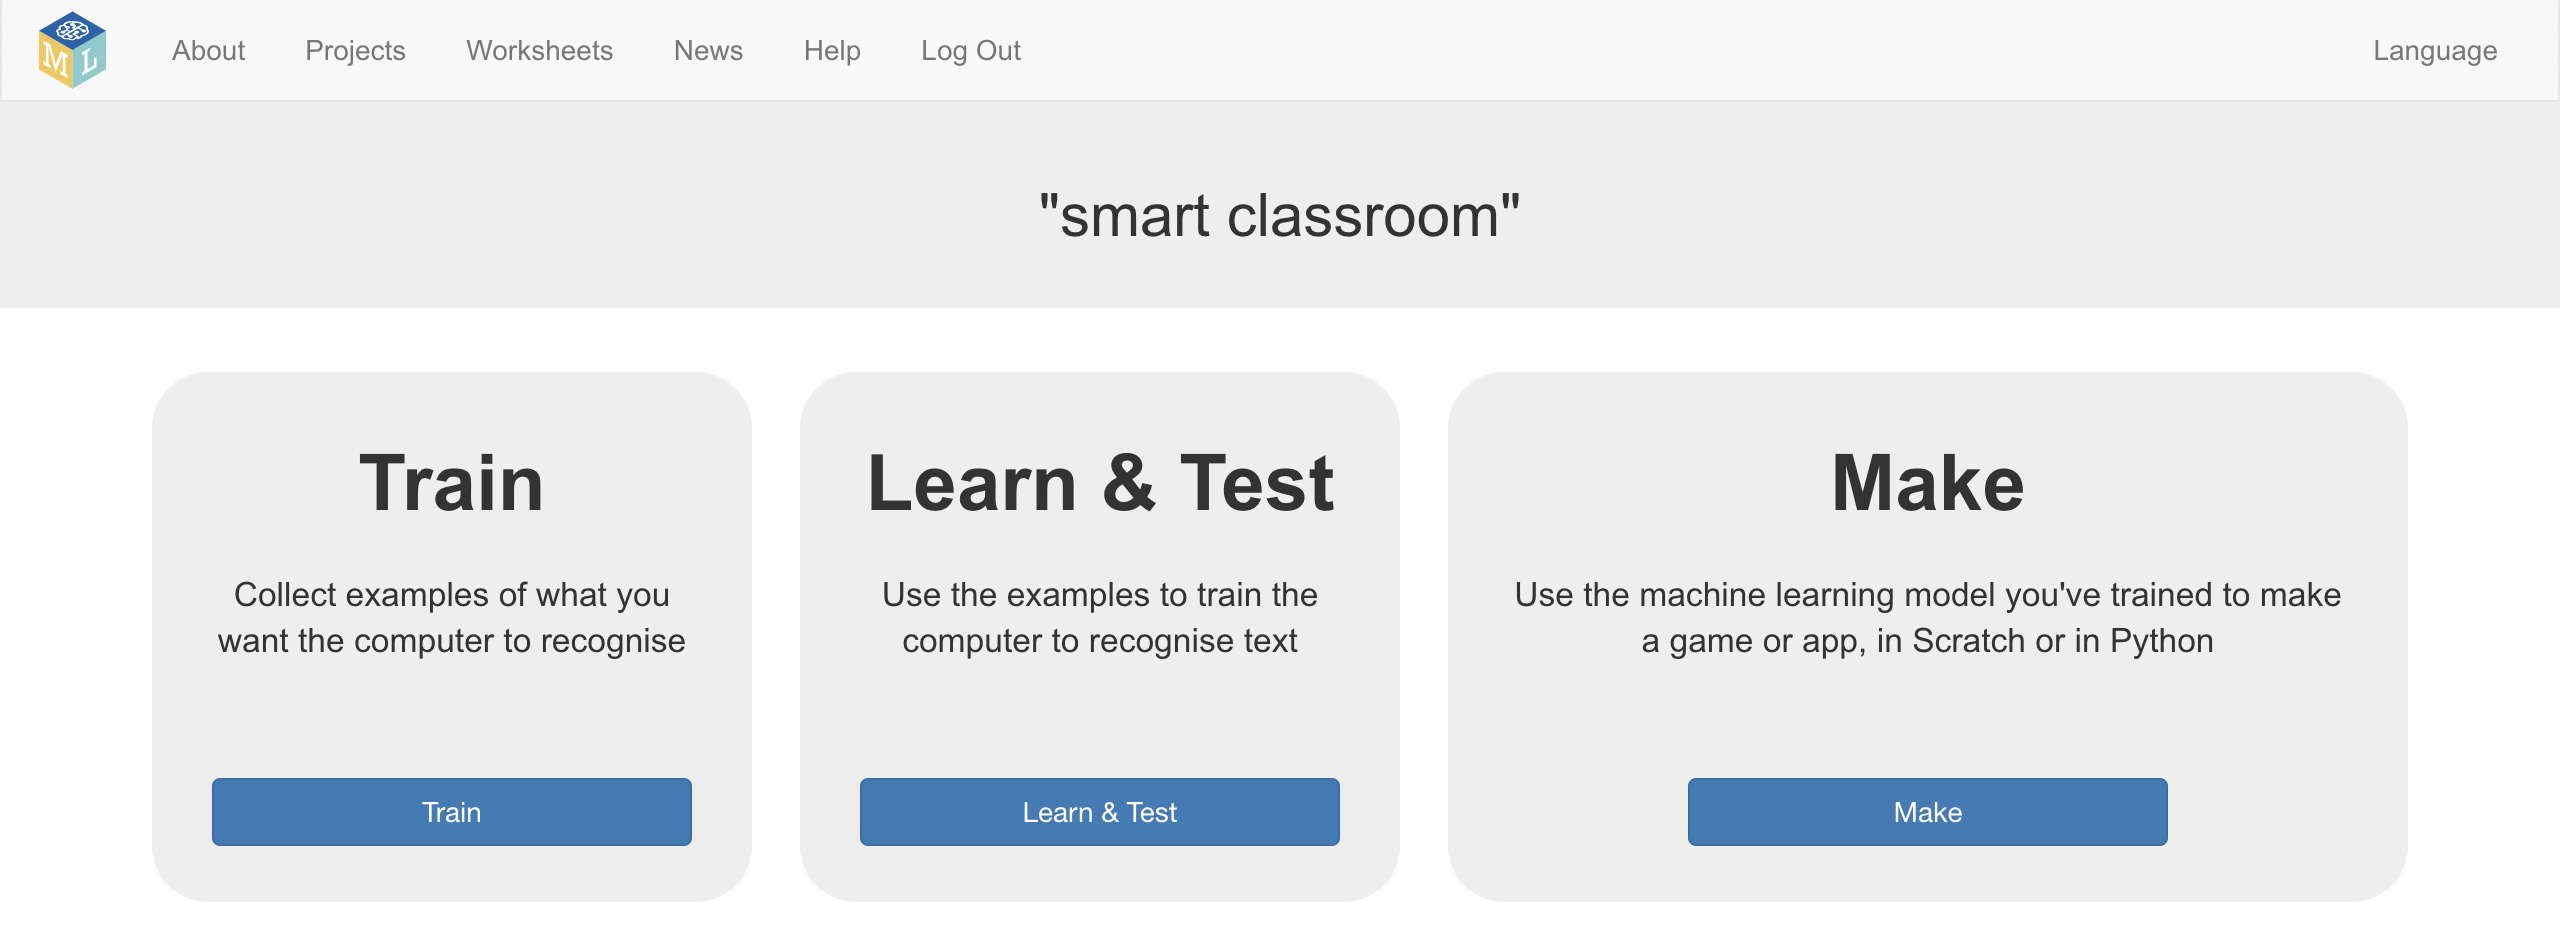 M L
About Projects Worksheets News Help Log Out Language
"smart classroom"
Train
Collect examples of what you
want the computer to recognise
Train
Learn & Test
Use the examples to train the
computer to recognise text
Learn & Test
Make
Use the machine learning model you've trained to make
a game or app, in Scratch or in Python
Make